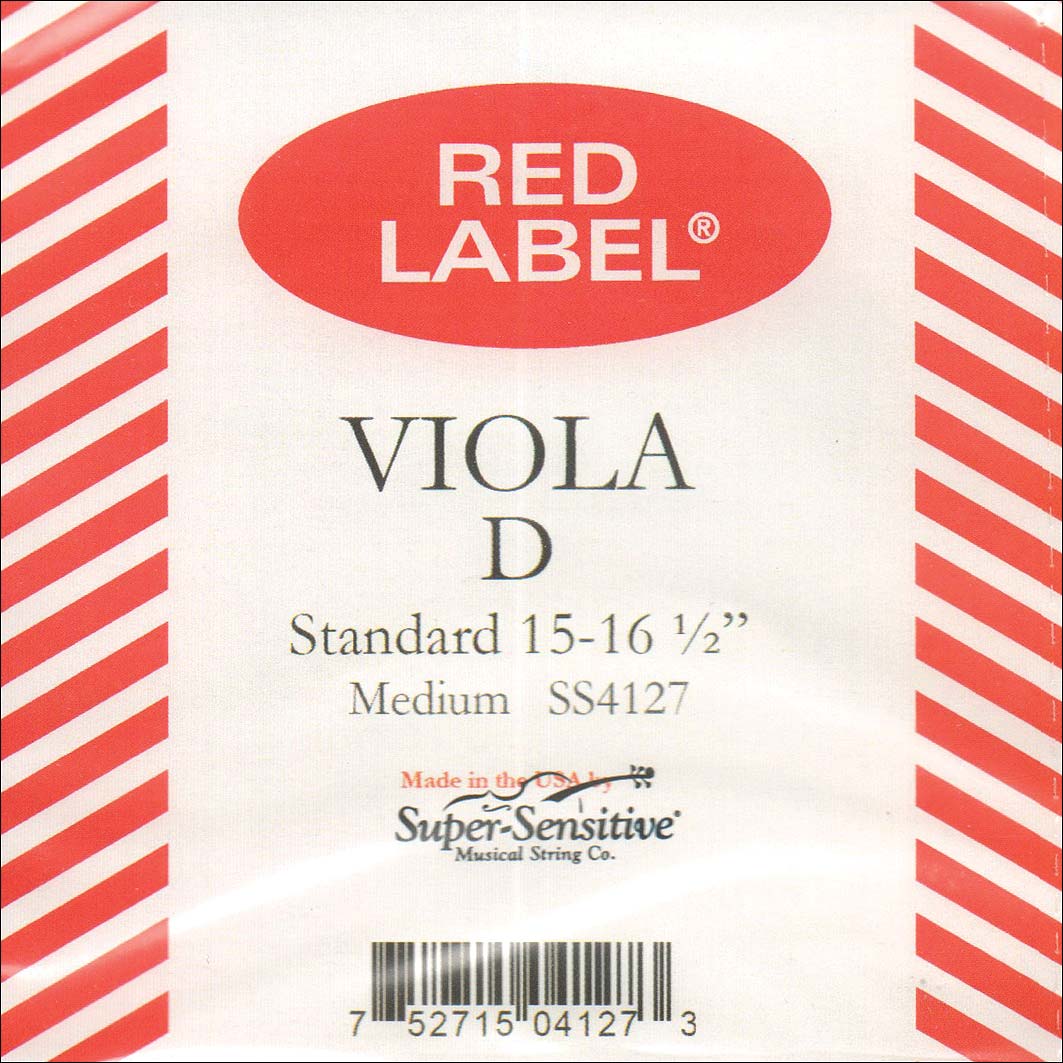 RED
LABEL®
VIOLA
D
Standard 15-16 ½”
Medium SS4127
Made in the USA by
Super-Sensitive
Musical String Co.
7 52715 04127 3